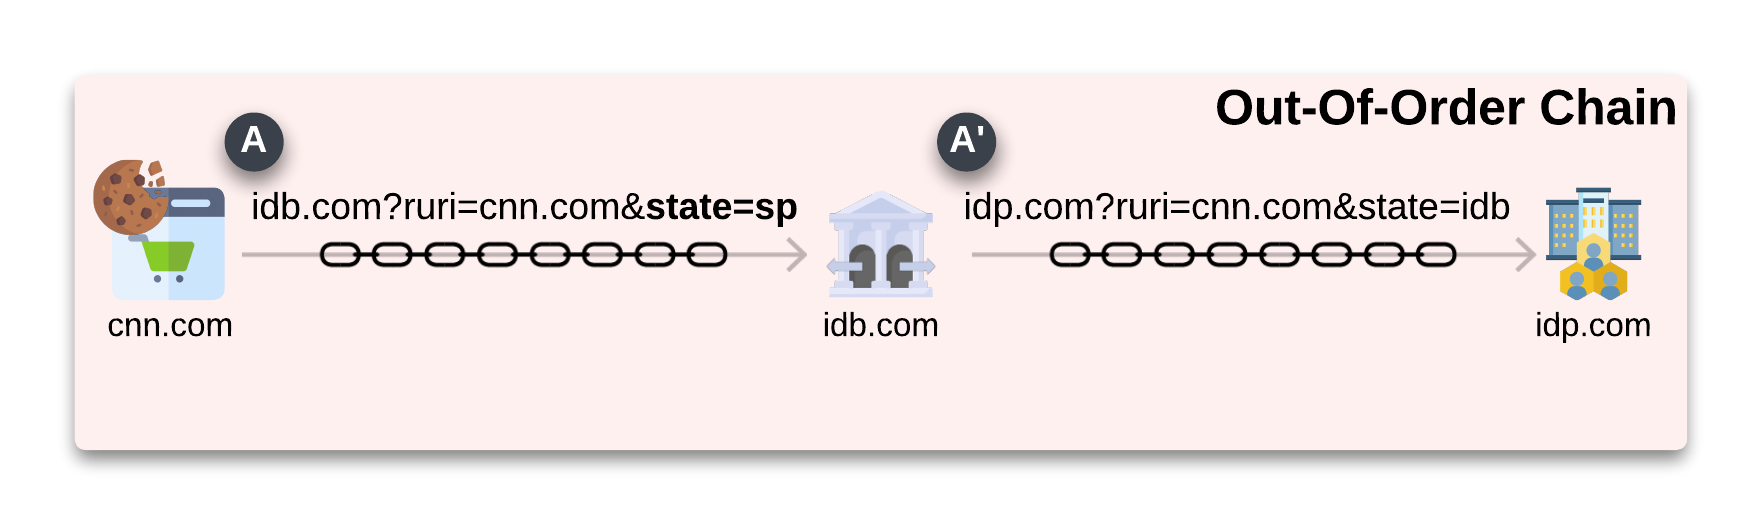 Out-Of-Order Chain
A
A'
idb.com?ruri=cnn.com&state=sp
idp.com?ruri=cnn.com&state=idb
cnn.com
idb.com
idp.com